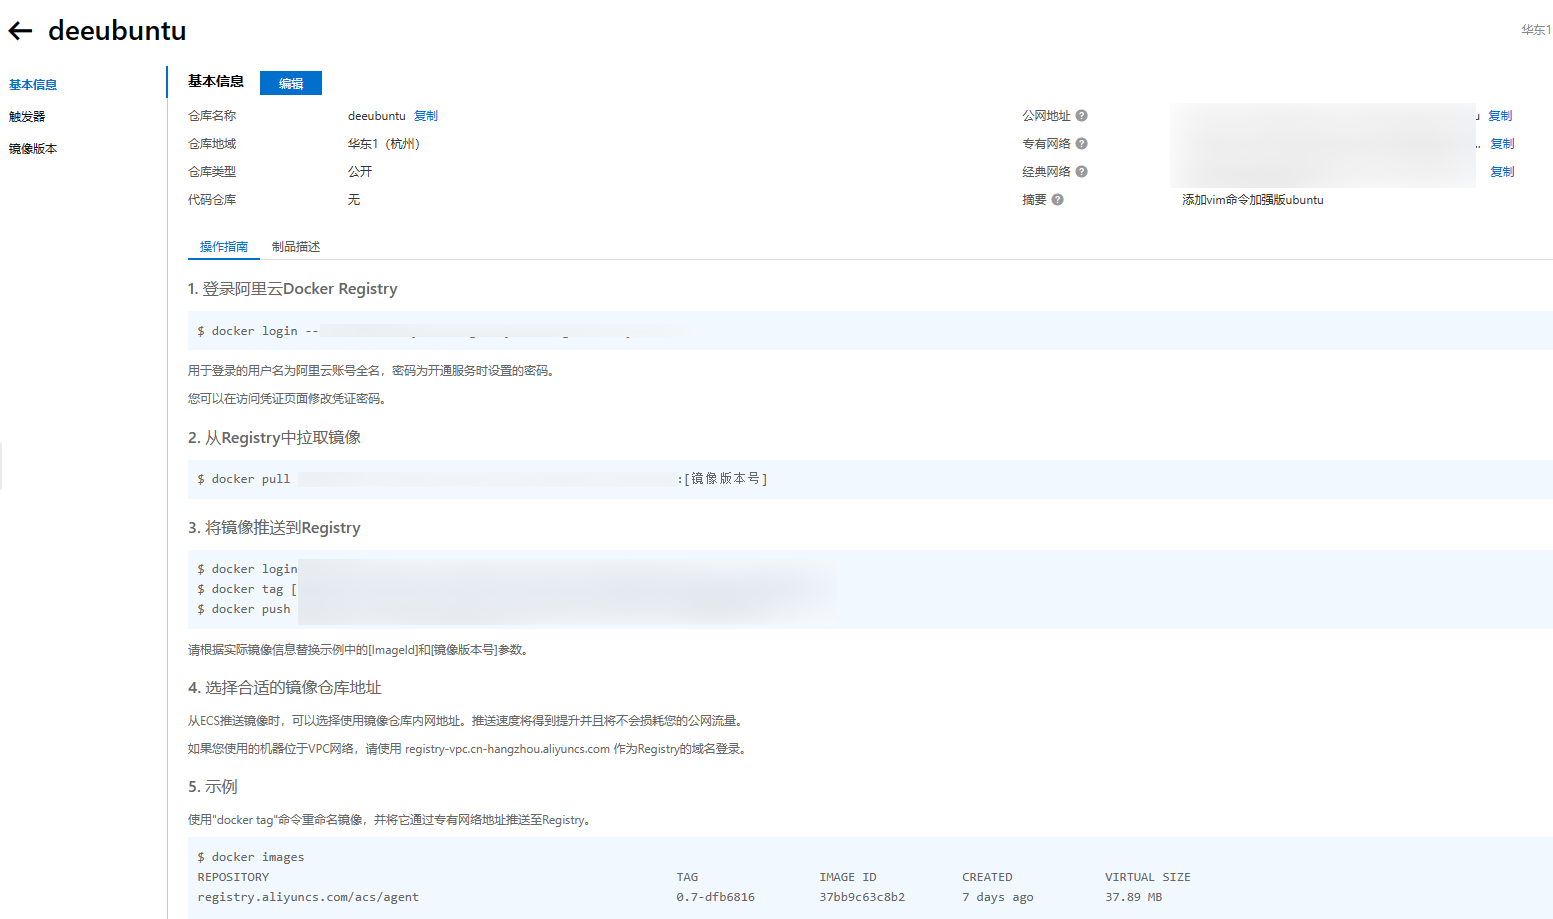 deeubuntu
华东1
基本信息
触发器
镜像版本
基本信息 编辑
仓库名称 deeubuntu 复制
仓库地域 华东1（杭州）
仓库类型 公开
代码仓库 无
公网地址 复制
专有网络 ... 复制
经典网络 复制
摘要 添加vim命令加强版ubuntu
操作指南 制品描述
1. 登录阿里云Docker Registry
$ docker login --
用于登录的用户名为阿里云账号全名，密码为开通服务时设置的密码。
您可以在访问凭证页面修改凭证密码。
2. 从Registry中拉取镜像
$ docker pull :[镜像版本号]
3. 将镜像推送到Registry
$ docker login
$ docker tag [
$ docker push
请根据实际镜像信息替换示例中的[ImageId]和[镜像版本号]参数。
4. 选择合适的镜像仓库地址
从ECS推送镜像时，可以选择使用镜像仓库内网地址。推送速度将得到提升并且将不会损耗您的公网流量。
如果您使用的机器位于VPC网络，请使用 registry-vpc.cn-hangzhou.aliyuncs.com 作为Registry的域名登录。
5. 示例
使用"docker tag"命令重命名镜像，并将它通过专有网络地址推送至Registry。
$ docker images
REPOSITORY TAG IMAGE ID CREATED VIRTUAL SIZE
registry.aliyuncs.com/acs/agent 0.7-dfb6816 37bb9c63c8b2 7 days ago 37.89 MB